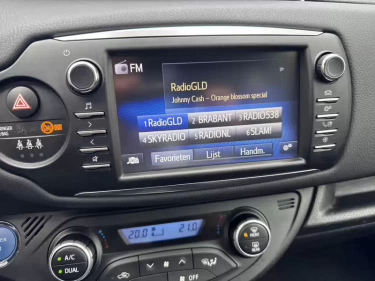 FM
RadioGLD
Johnny Cash - Orange blossom special
1 RadioGLD 2 BRABANT 3 RADIO538
4 SKYRADIO 5 RADIONL 6 SLAM!
Favorieten Lijst Handm.
20.0 21.0
A/C
DUAL
OFF